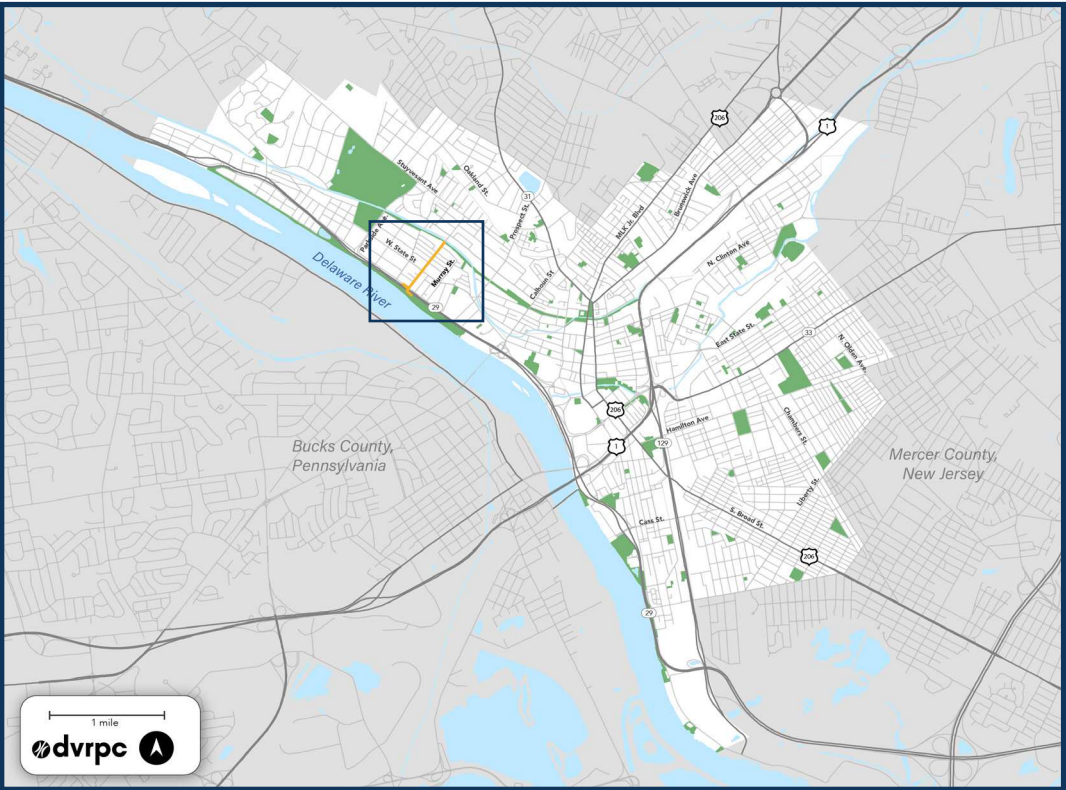 206
1
Stuyvesant Ave
Oakland St.
31
Prospect St.
Brunswick Ave
MLK Jr. Blvd
Parkside Ave.
W. State St
Murray St.
N. Clinton Ave
Delaware River
Calhoun St
29
East State St.
33
N. Olden Ave.
206
Hamilton Ave
Chambers St.
1
129
Bucks County,
Pennsylvania
Mercer County,
New Jersey
Liberty St.
S. Broad St.
Cass St.
206
29
1 mile
dvrpc